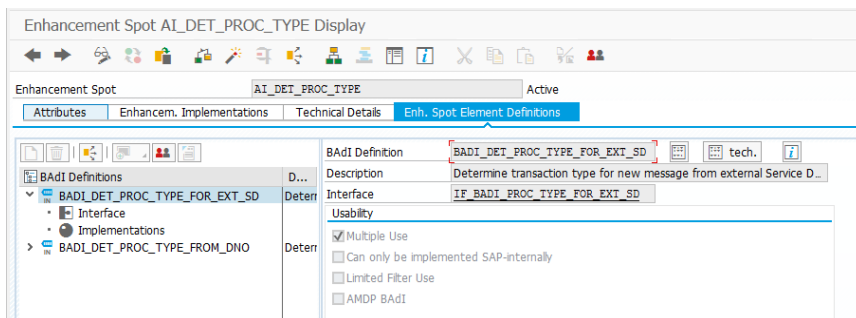 Enhancement Spot AI_DET_PROC_TYPE Display
Enhancement Spot AI_DET_PROC_TYPE Active
Attributes Enhancem. Implementations Technical Details Enh. Spot Element Definitions
BAdI Definitions D...
BADI_DET_PROC_TYPE_FOR_EXT_SD Deterr
Interface
Implementations
BADI_DET_PROC_TYPE_FROM_DNO Deterr
BAdI Definition BADI_DET_PROC_TYPE_FOR_EXT_SD tech.
Description Determine transaction type for new message from external Service D...
Interface IF_BADI_PROC_TYPE_FOR_EXT_SD
Usability
Multiple Use
Can only be implemented SAP-internally
Limited Filter Use
AMDP BAdI